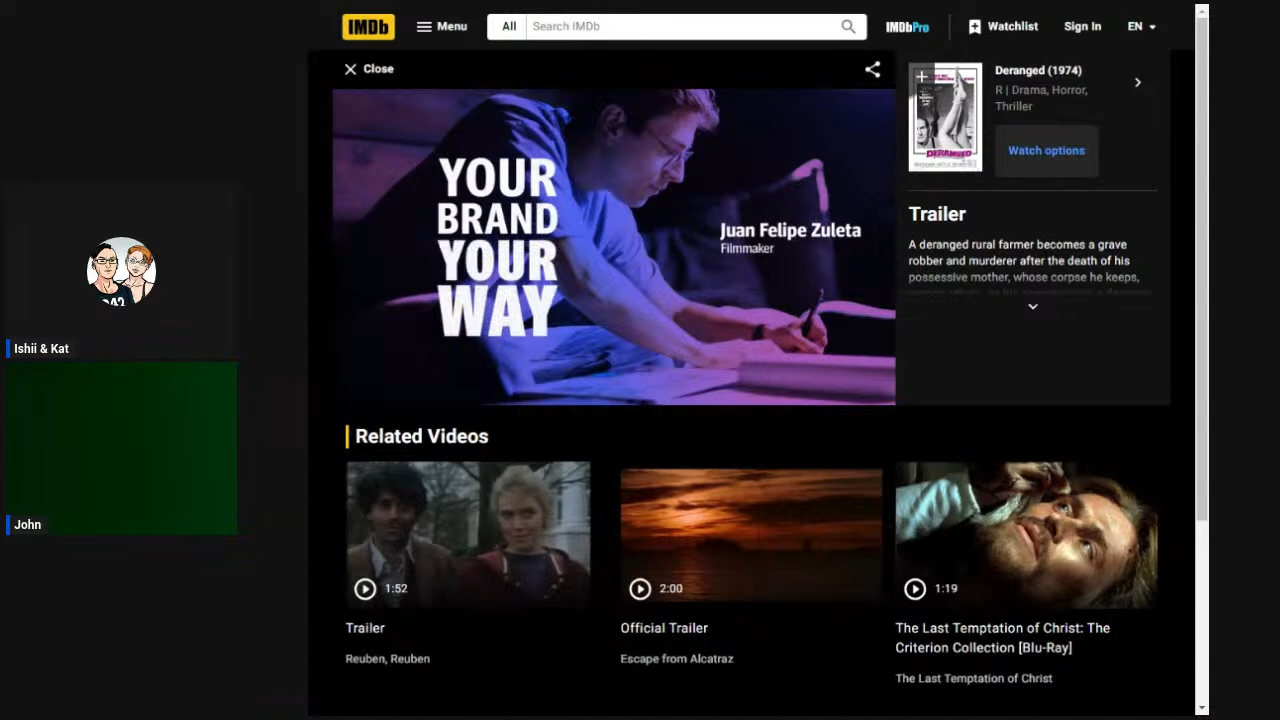 IMDb
Menu
All
Search IMDb
IMDbPro
Watchlist
Sign In
EN
Close
YOUR
BRAND
YOUR
WAY
Juan Felipe Zuleta
Filmmaker
DERANGED
Deranged (1974)
R | Drama, Horror,
Thriller
Watch options
Trailer
A deranged rural farmer becomes a grave
robber and murderer after the death of his
possessive mother, whose corpse he keeps,
Ishii & Kat
John
Related Videos
1:52
Trailer
Reuben, Reuben
2:00
Official Trailer
Escape from Alcatraz
1:19
The Last Temptation of Christ: The
Criterion Collection [Blu-Ray]
The Last Temptation of Christ